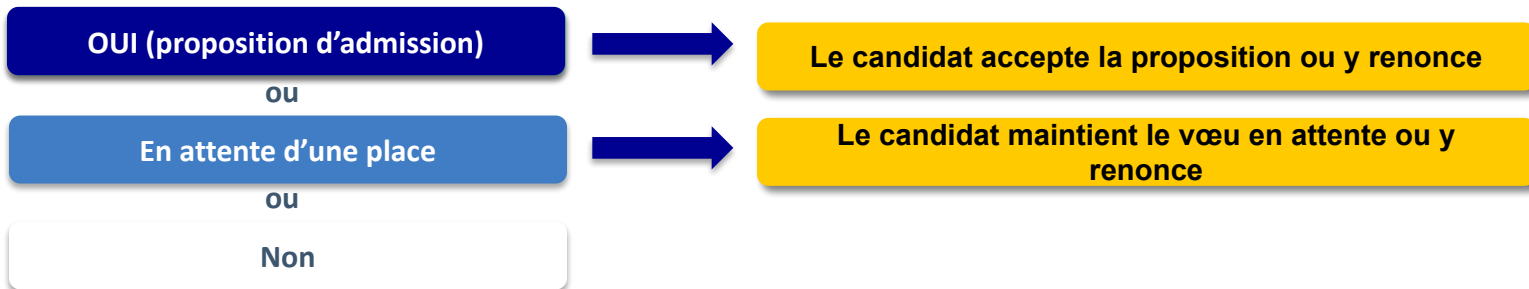 OUI (proposition d’admission)
Le candidat accepte la proposition ou y renonce
ou
En attente d’une place
Le candidat maintient le vœu en attente ou y
renonce
ou
Non